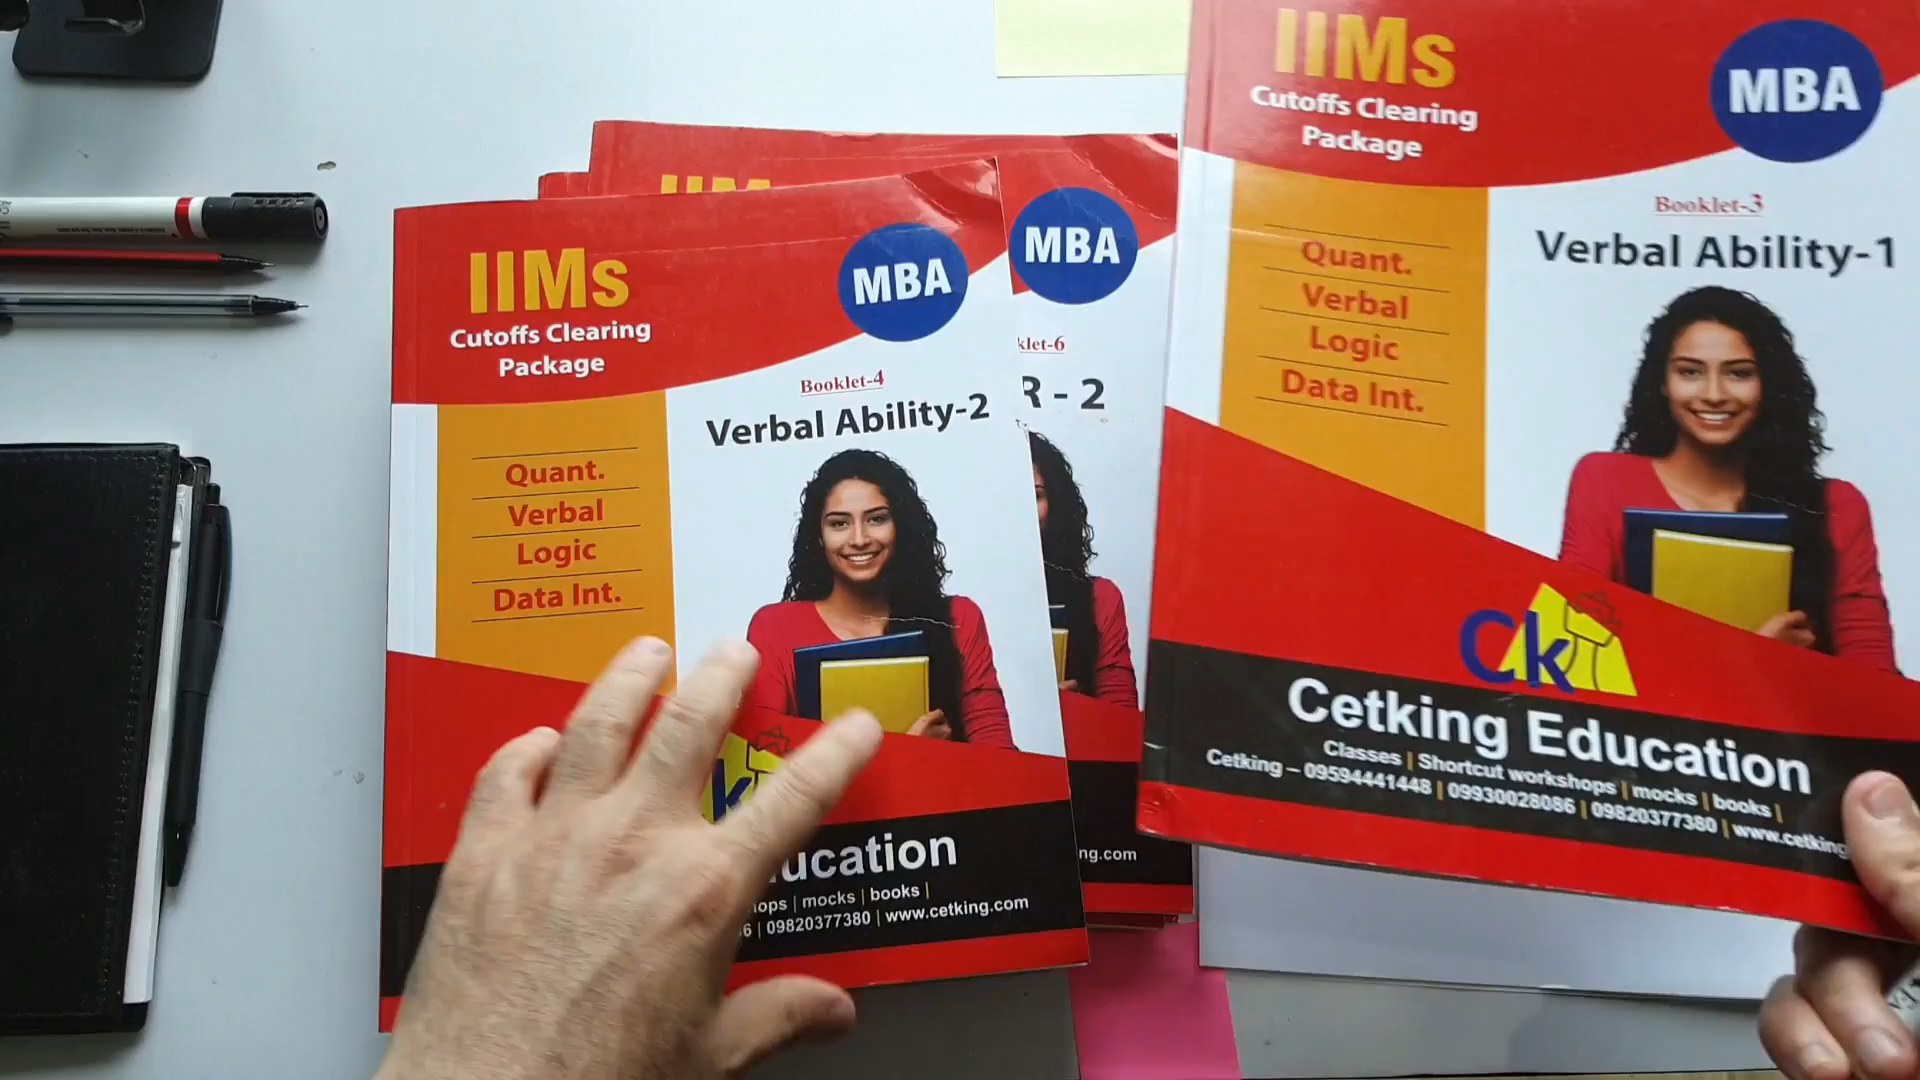 IIMs
Cutoffs Clearing
Package
MBA
Booklet-4
Verbal Ability-2
Quant.
Verbal
Logic
Data Int.
k
ucation
ops | mocks | books |
6 | 09820377380 | www.cetking.com
IIM
MBA
klet-6
R - 2
ng.com
IIMs
Cutoffs Clearing
Package
MBA
Booklet-3
Verbal Ability-1
Quant.
Verbal
Logic
Data Int.
Ck
Cetking Education
Classes | Shortcut workshops | mocks | books |
Cetking – 09594441448 | 09930028086 | 09820377380 | www.cetking